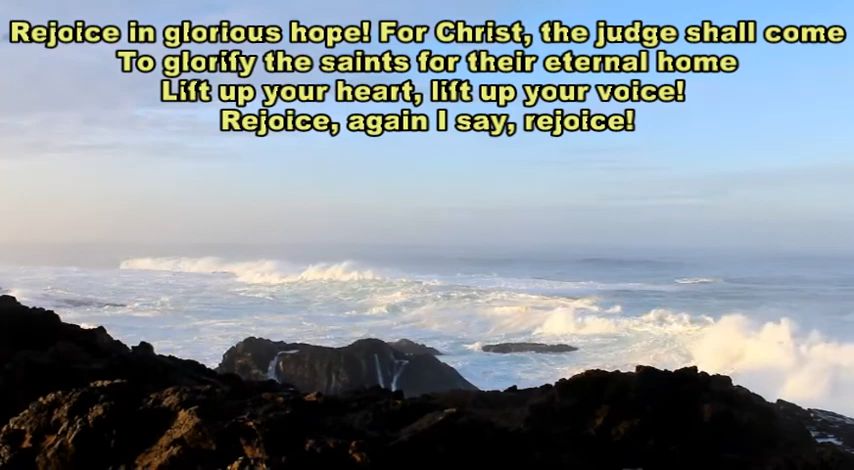 Rejoice in glorious hope! For Christ, the judge shall come
To glorify the saints for their eternal home
Lift up your heart, lift up your voice!
Rejoice, again I say, rejoice!